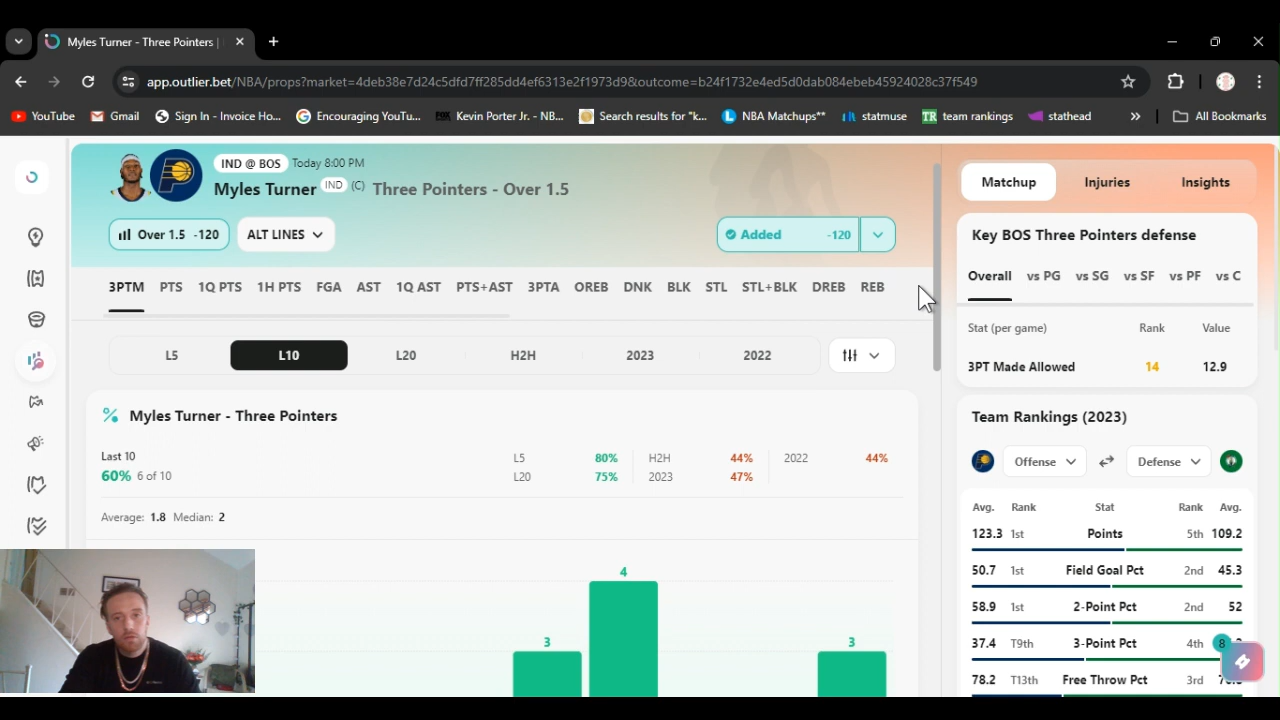 Myles Turner - Three Pointers |
app.outlier.bet/NBA/props?market=4deb38e7d24c5dfd7ff285dd4ef6313e2f1973d9&outcome=b24f1732e4ed5d0dab084ebeb45924028c37f549
YouTube Gmail Sign In - Invoice Ho... Encouraging YouTu... Kevin Porter Jr. - NB... Search results for "k... NBA Matchups** statmuse TR team rankings stathead All Bookmarks
IND @ BOS Today 8:00 PM
Myles Turner IND (C) Three Pointers - Over 1.5
Over 1.5 -120 ALT LINES Added -120
3PTM PTS 1Q PTS 1H PTS FGA AST 1Q AST PTS+AST 3PTA OREB DNK BLK STL STL+BLK DREB REB
L5 L10 L20 H2H 2023 2022
Myles Turner - Three Pointers
Last 10
60% 6 of 10
L5 80% H2H 44% 2022 44%
L20 75% 2023 47%
Average: 1.8 Median: 2
4
3
3
Matchup Injuries Insights
Key BOS Three Pointers defense
Overall vs PG vs SG vs SF vs PF vs C
Stat (per game) Rank Value
3PT Made Allowed 14 12.9
Team Rankings (2023)
Offense Defense
Avg. Rank Stat Rank Avg.
123.3 1st Points 5th 109.2
50.7 1st Field Goal Pct 2nd 45.3
58.9 1st 2-Point Pct 2nd 52
37.4 T9th 3-Point Pct 4th
8
78.2 T13th Free Throw Pct 3rd